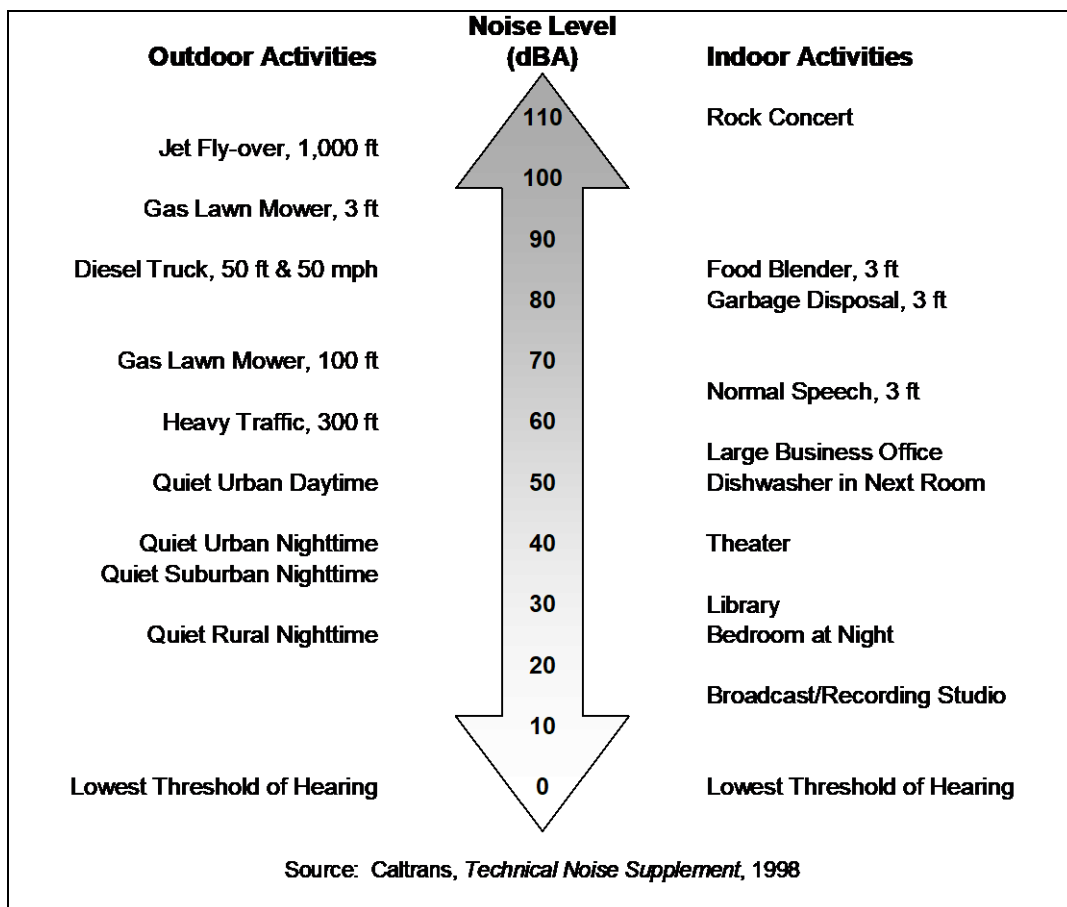 Noise Level
(dBA)
Outdoor Activities
Indoor Activities
110
Rock Concert
Jet Fly-over, 1,000 ft
100
Gas Lawn Mower, 3 ft
90
Diesel Truck, 50 ft & 50 mph
Food Blender, 3 ft
80
Garbage Disposal, 3 ft
Gas Lawn Mower, 100 ft
70
Normal Speech, 3 ft
Heavy Traffic, 300 ft
60
Large Business Office
Quiet Urban Daytime
50
Dishwasher in Next Room
Quiet Urban Nighttime
40
Theater
Quiet Suburban Nighttime
30
Library
Quiet Rural Nighttime
Bedroom at Night
20
Broadcast/Recording Studio
10
Lowest Threshold of Hearing
0
Lowest Threshold of Hearing
Source: Caltrans, Technical Noise Supplement, 1998